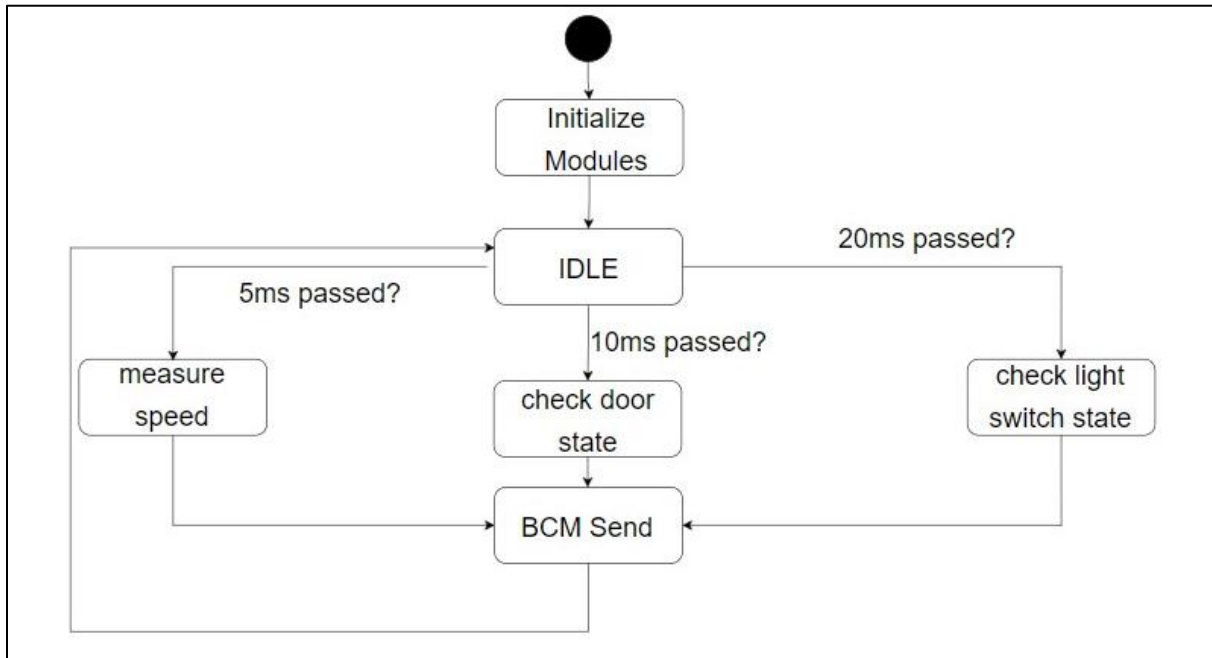 Initialize
Modules
20ms passed?
IDLE
5ms passed?
10ms passed?
measure
speed
check door
state
check light
switch state
BCM Send